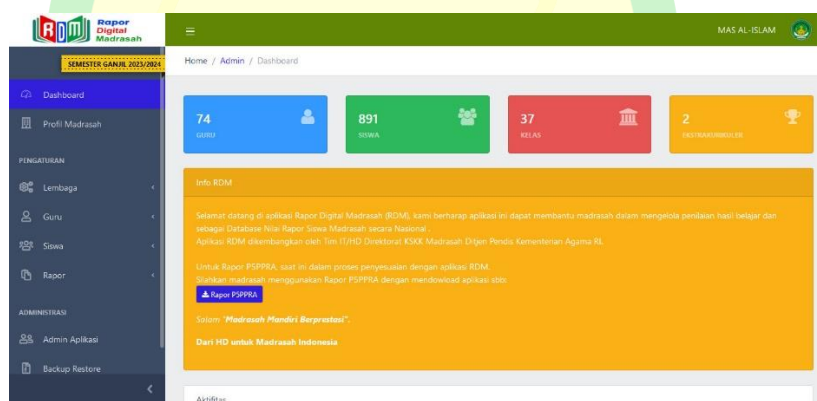 RDM Rapor
Digital
Madrasah
MAS AL-ISLAM
SEMESTER GANJIL 2023/2024
Home / Admin / Dashboard
Dashboard
Profil Madrasah
PENGATURAN
Lembaga
Guru
Siswa
Rapor
ADMINISTRASI
Admin Aplikasi
Backup Restore
74
GURU
891
SISWA
37
KELAS
2
EKSTRAKURIKULER
Info RDM
Selamat datang di aplikasi Rapor Digital Madrasah (RDM), kami berharap aplikasi ini dapat membantu madrasah dalam mengelola penilaian hasil belajar dan
sebagai Database Nilai Rapor Siswa Madrasah secara Nasional .
Aplikasi RDM dikembangkan oleh Tim IT/HD Direktorat KSKK Madrasah Ditjen Pendis Kementerian Agama RI.
Untuk Rapor P5PPRA, saat ini dalam proses penyesuaian dengan aplikasi RDM.
Silahkan madrasah menggunakan Rapor P5PPRA dengan mendowload aplikasi sbb:
Rapor P5PPRA
Salam "Madrasah Mandiri Berprestasi".
Dari HD untuk Madrasah Indonesia
Aktifitas